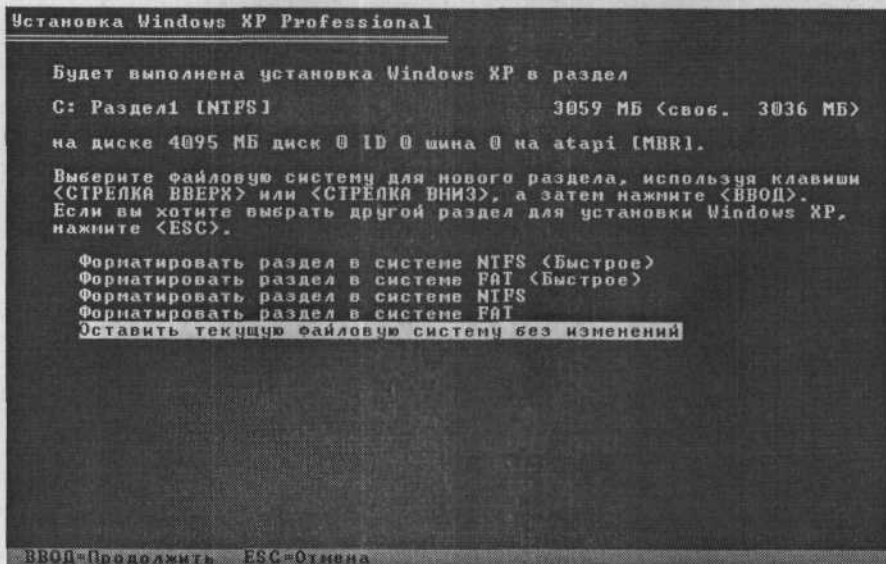 Установка Windows XP Professional
Будет выполнена установка Windows XP в раздел
C: Раздел1 [NTFS] 3059 МБ (своб. 3036 МБ)
на диске 4095 МБ диск 0 ID 0 шина 0 на atapi [MBR].
Выберите файловую систему для нового раздела, используя клавиши
<СТРЕЛКА ВВЕРХ> или <СТРЕЛКА ВНИЗ>, а затем нажмите <ВВОД>.
Если вы хотите выбрать другой раздел для установки Windows XP,
нажмите <ESC>.
Форматировать раздел в системе NTFS <Быстрое>
Форматировать раздел в системе FAT <Быстрое>
Форматировать раздел в системе NTFS
Форматировать раздел в системе FAT
Оставить текущую файловую систему без изменений
ВВОД=Продолжить ESC=Отмена